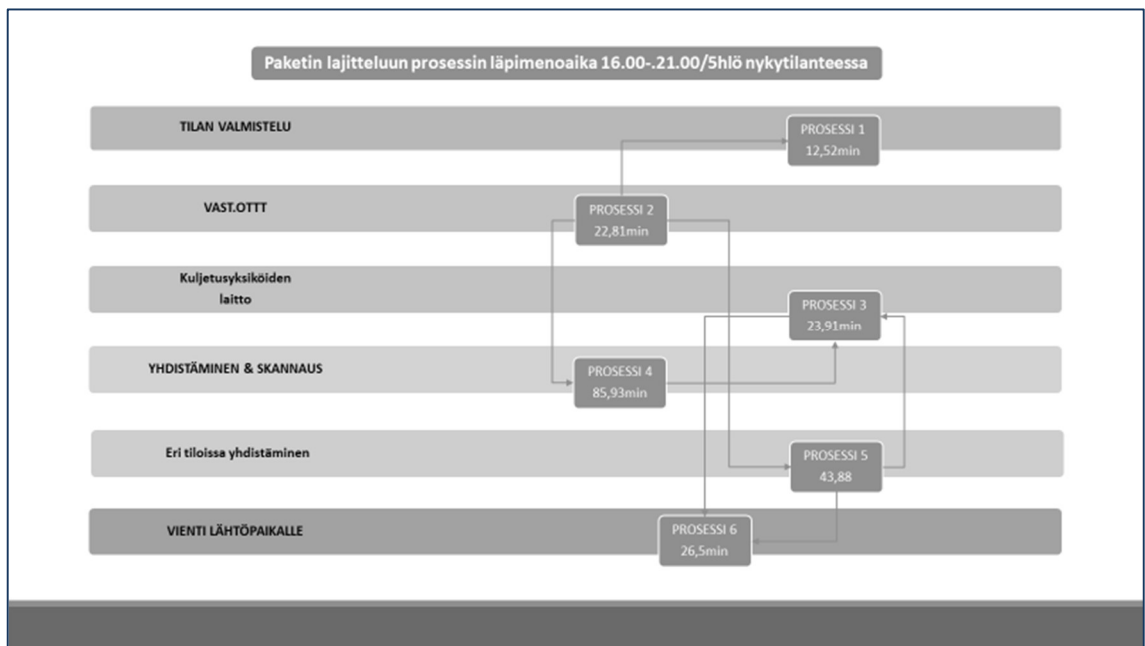 Paketin lajitteluun prosessin läpimenoaika 16.00-.21.00/5hlö nykytilanteessa
TILAN VALMISTELU
PROSESSI 1
12,52min
VAST.OTTT
PROSESSI 2
22,81min
Kuljetusyksiköiden
laitto
PROSESSI 3
23,91min
YHDISTÄMINEN & SKANNAUS
PROSESSI 4
85,93min
Eri tiloissa yhdistäminen
PROSESSI 5
43,88
VIENTI LÄHTÖPAIKALLE
PROSESSI 6
26,5min